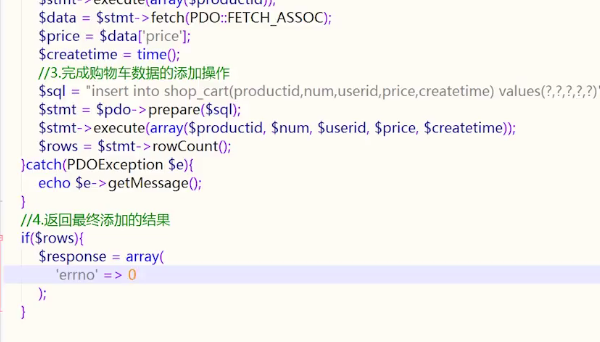 $stmt->execute(array($productid));
$data = $stmt->fetch(PDO::FETCH_ASSOC);
$price = $data['price'];
$createtime = time();
//3.完成购物车数据的添加操作
$sql = "insert into shop_cart(productid,num,userid,price,createtime) values(?,?,?,?,?)"
$stmt = $pdo->prepare($sql);
$stmt->execute(array($productid, $num, $userid, $price, $createtime));
$rows = $stmt->rowCount();
}catch(PDOException $e){
echo $e->getMessage();
}
//4.返回最终添加的结果
if($rows){
$response = array(
'errno' => 0
);
}